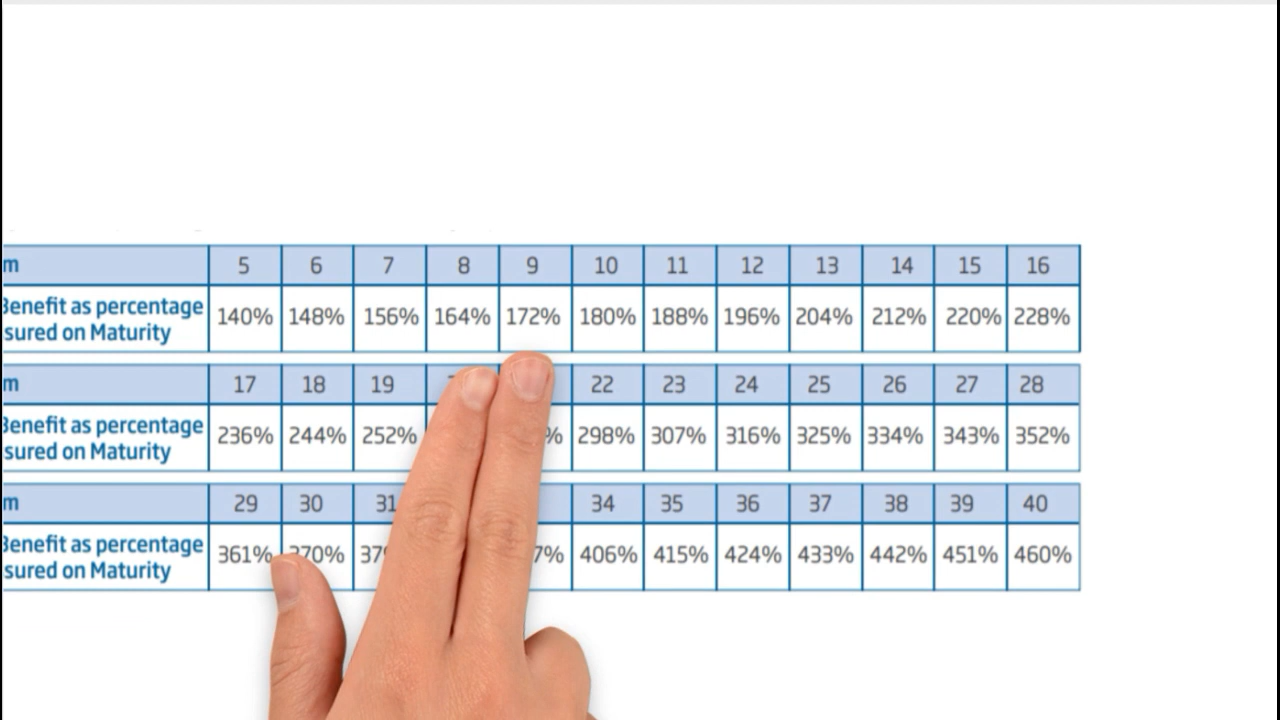 m 5 6 7 8 9 10 11 12 13 14 15 16
Benefit as percentage
sured on Maturity 140% 148% 156% 164% 172% 180% 188% 196% 204% 212% 220% 228%
m 17 18 19 22 23 24 25 26 27 28
Benefit as percentage
sured on Maturity 236% 244% 252% % 298% 307% 316% 325% 334% 343% 352%
m 29 30 31 34 35 36 37 38 39 40
Benefit as percentage
sured on Maturity 361% 370% 37 7% 406% 415% 424% 433% 442% 451% 460%